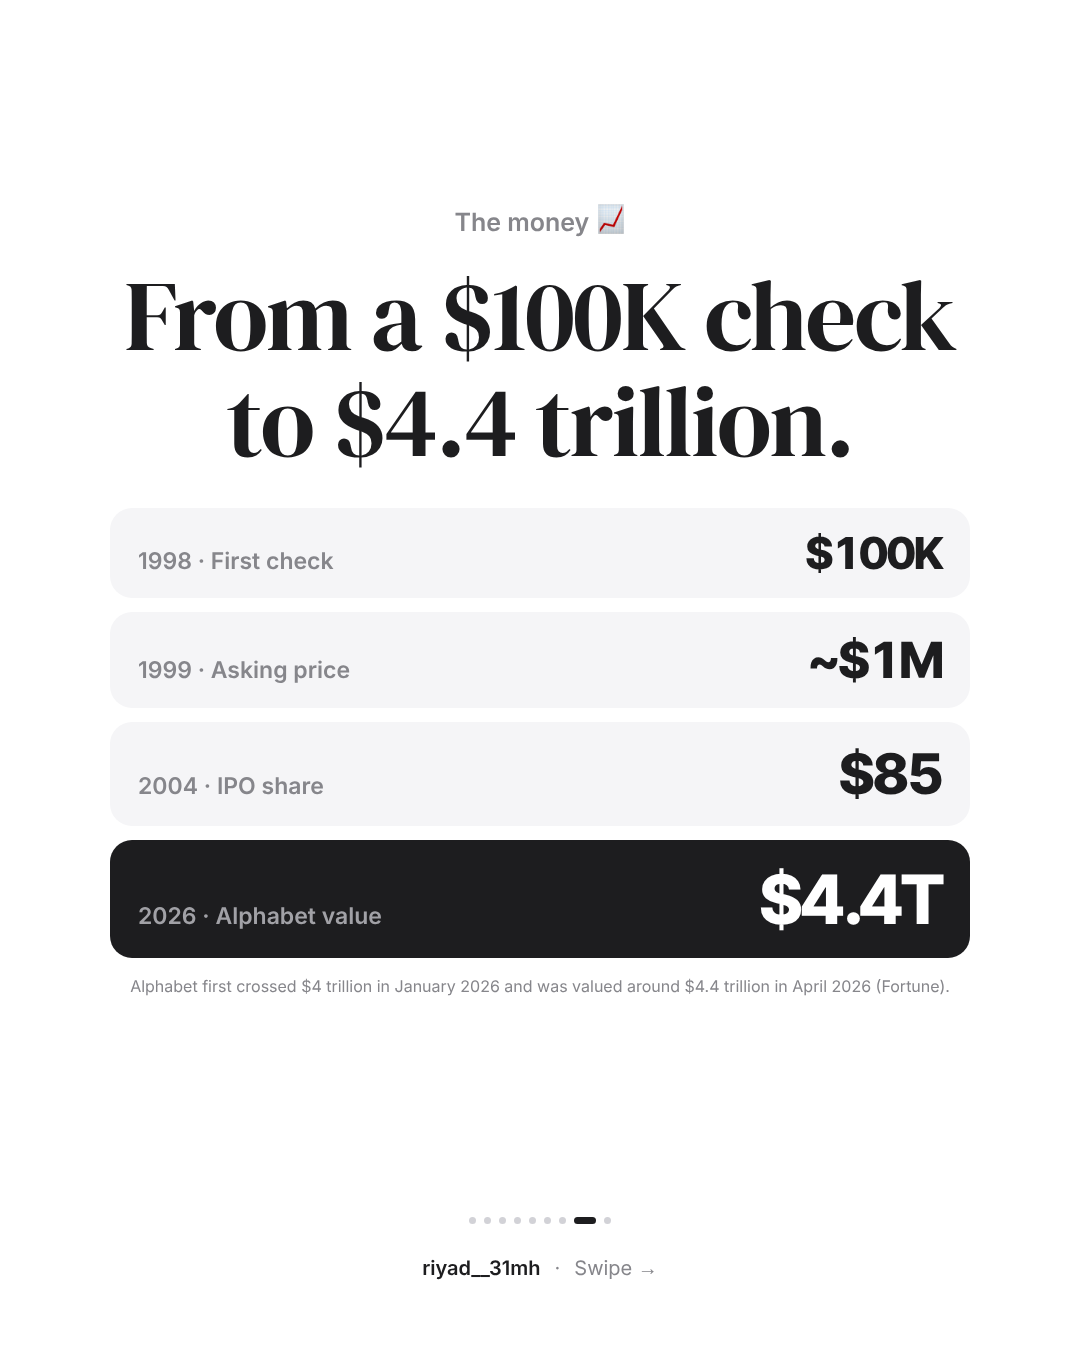 The money 📈
From a $100K check
to $4.4 trillion.
1998 · First check $100K
1999 · Asking price ~$1M
2004 · IPO share $85
2026 · Alphabet value $4.4T
Alphabet first crossed $4 trillion in January 2026 and was valued around $4.4 trillion in April 2026 (Fortune).
riyad__31mh · Swipe →